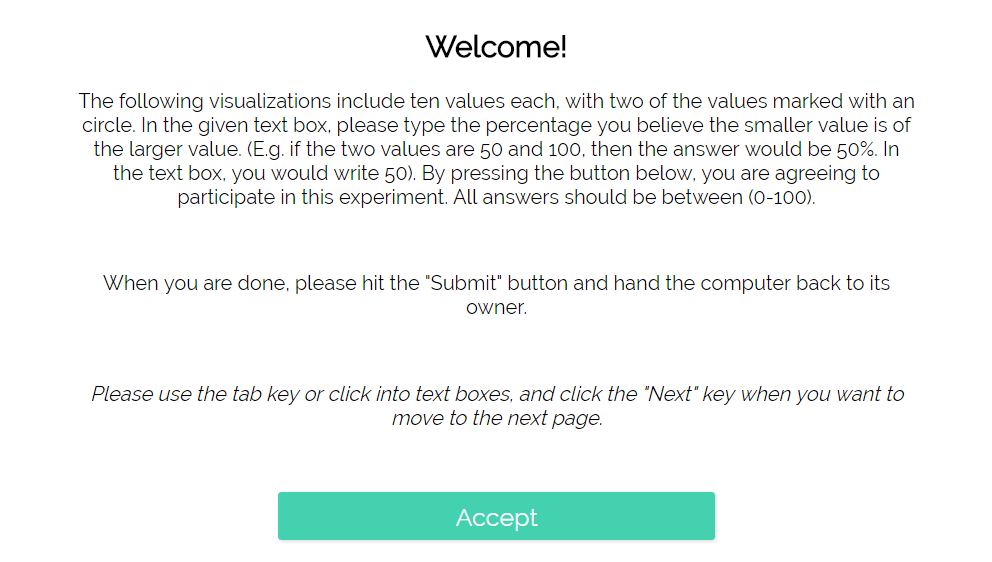 Welcome!
The following visualizations include ten values each, with two of the values marked with an
circle. In the given text box, please type the percentage you believe the smaller value is of
the larger value. (E.g. if the two values are 50 and 100, then the answer would be 50%. In
the text box, you would write 50). By pressing the button below, you are agreeing to
participate in this experiment. All answers should be between (0-100).
When you are done, please hit the "Submit" button and hand the computer back to its
owner.
Please use the tab key or click into text boxes, and click the "Next" key when you want to
move to the next page.
Accept